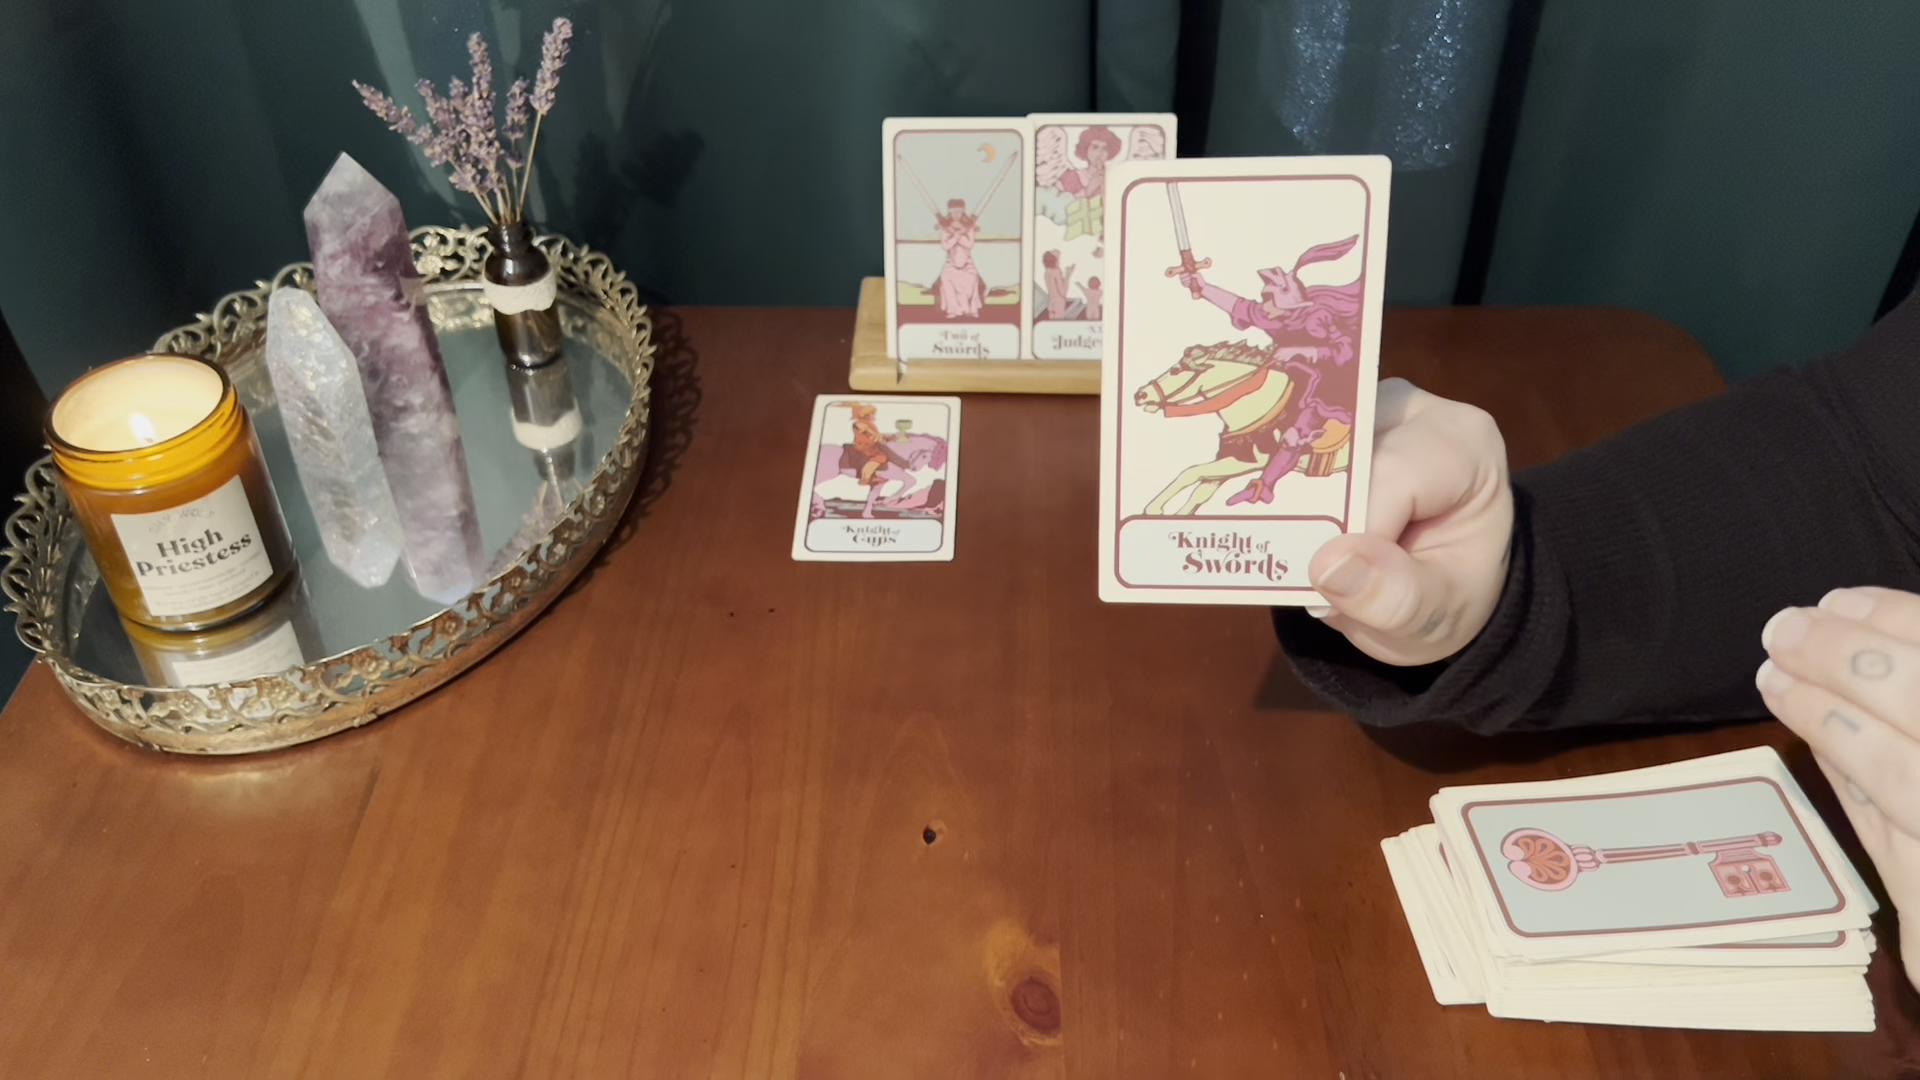 Two of
Swords
Judge
Knight of
Swords
Knight of
Cups
High
Priestess